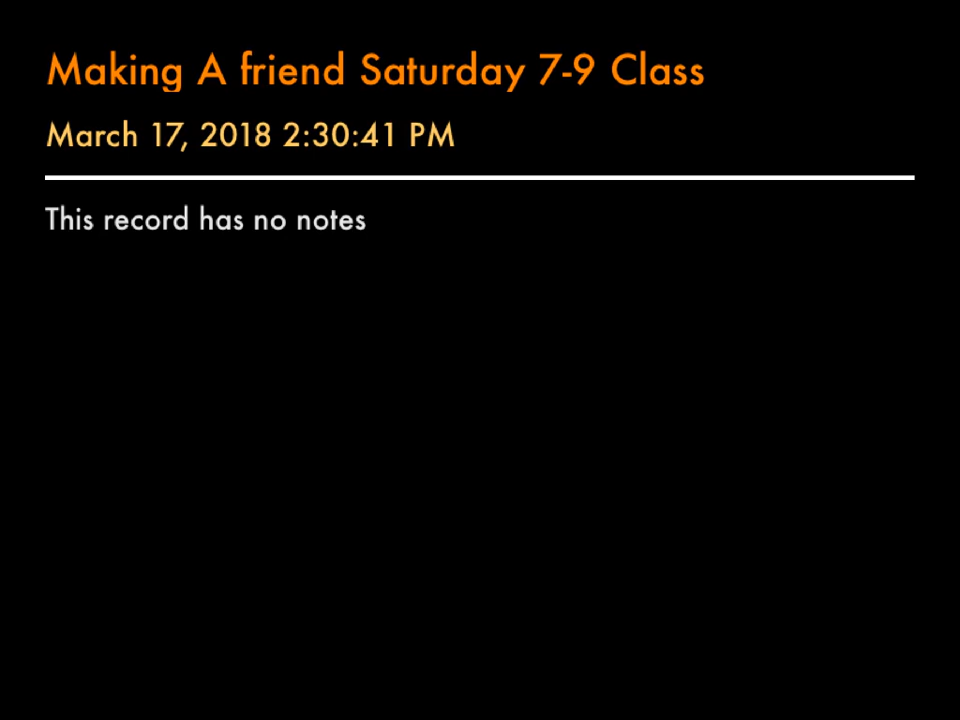 Making A friend Saturday 7-9 Class
March 17, 2018 2:30:41 PM
This record has no notes